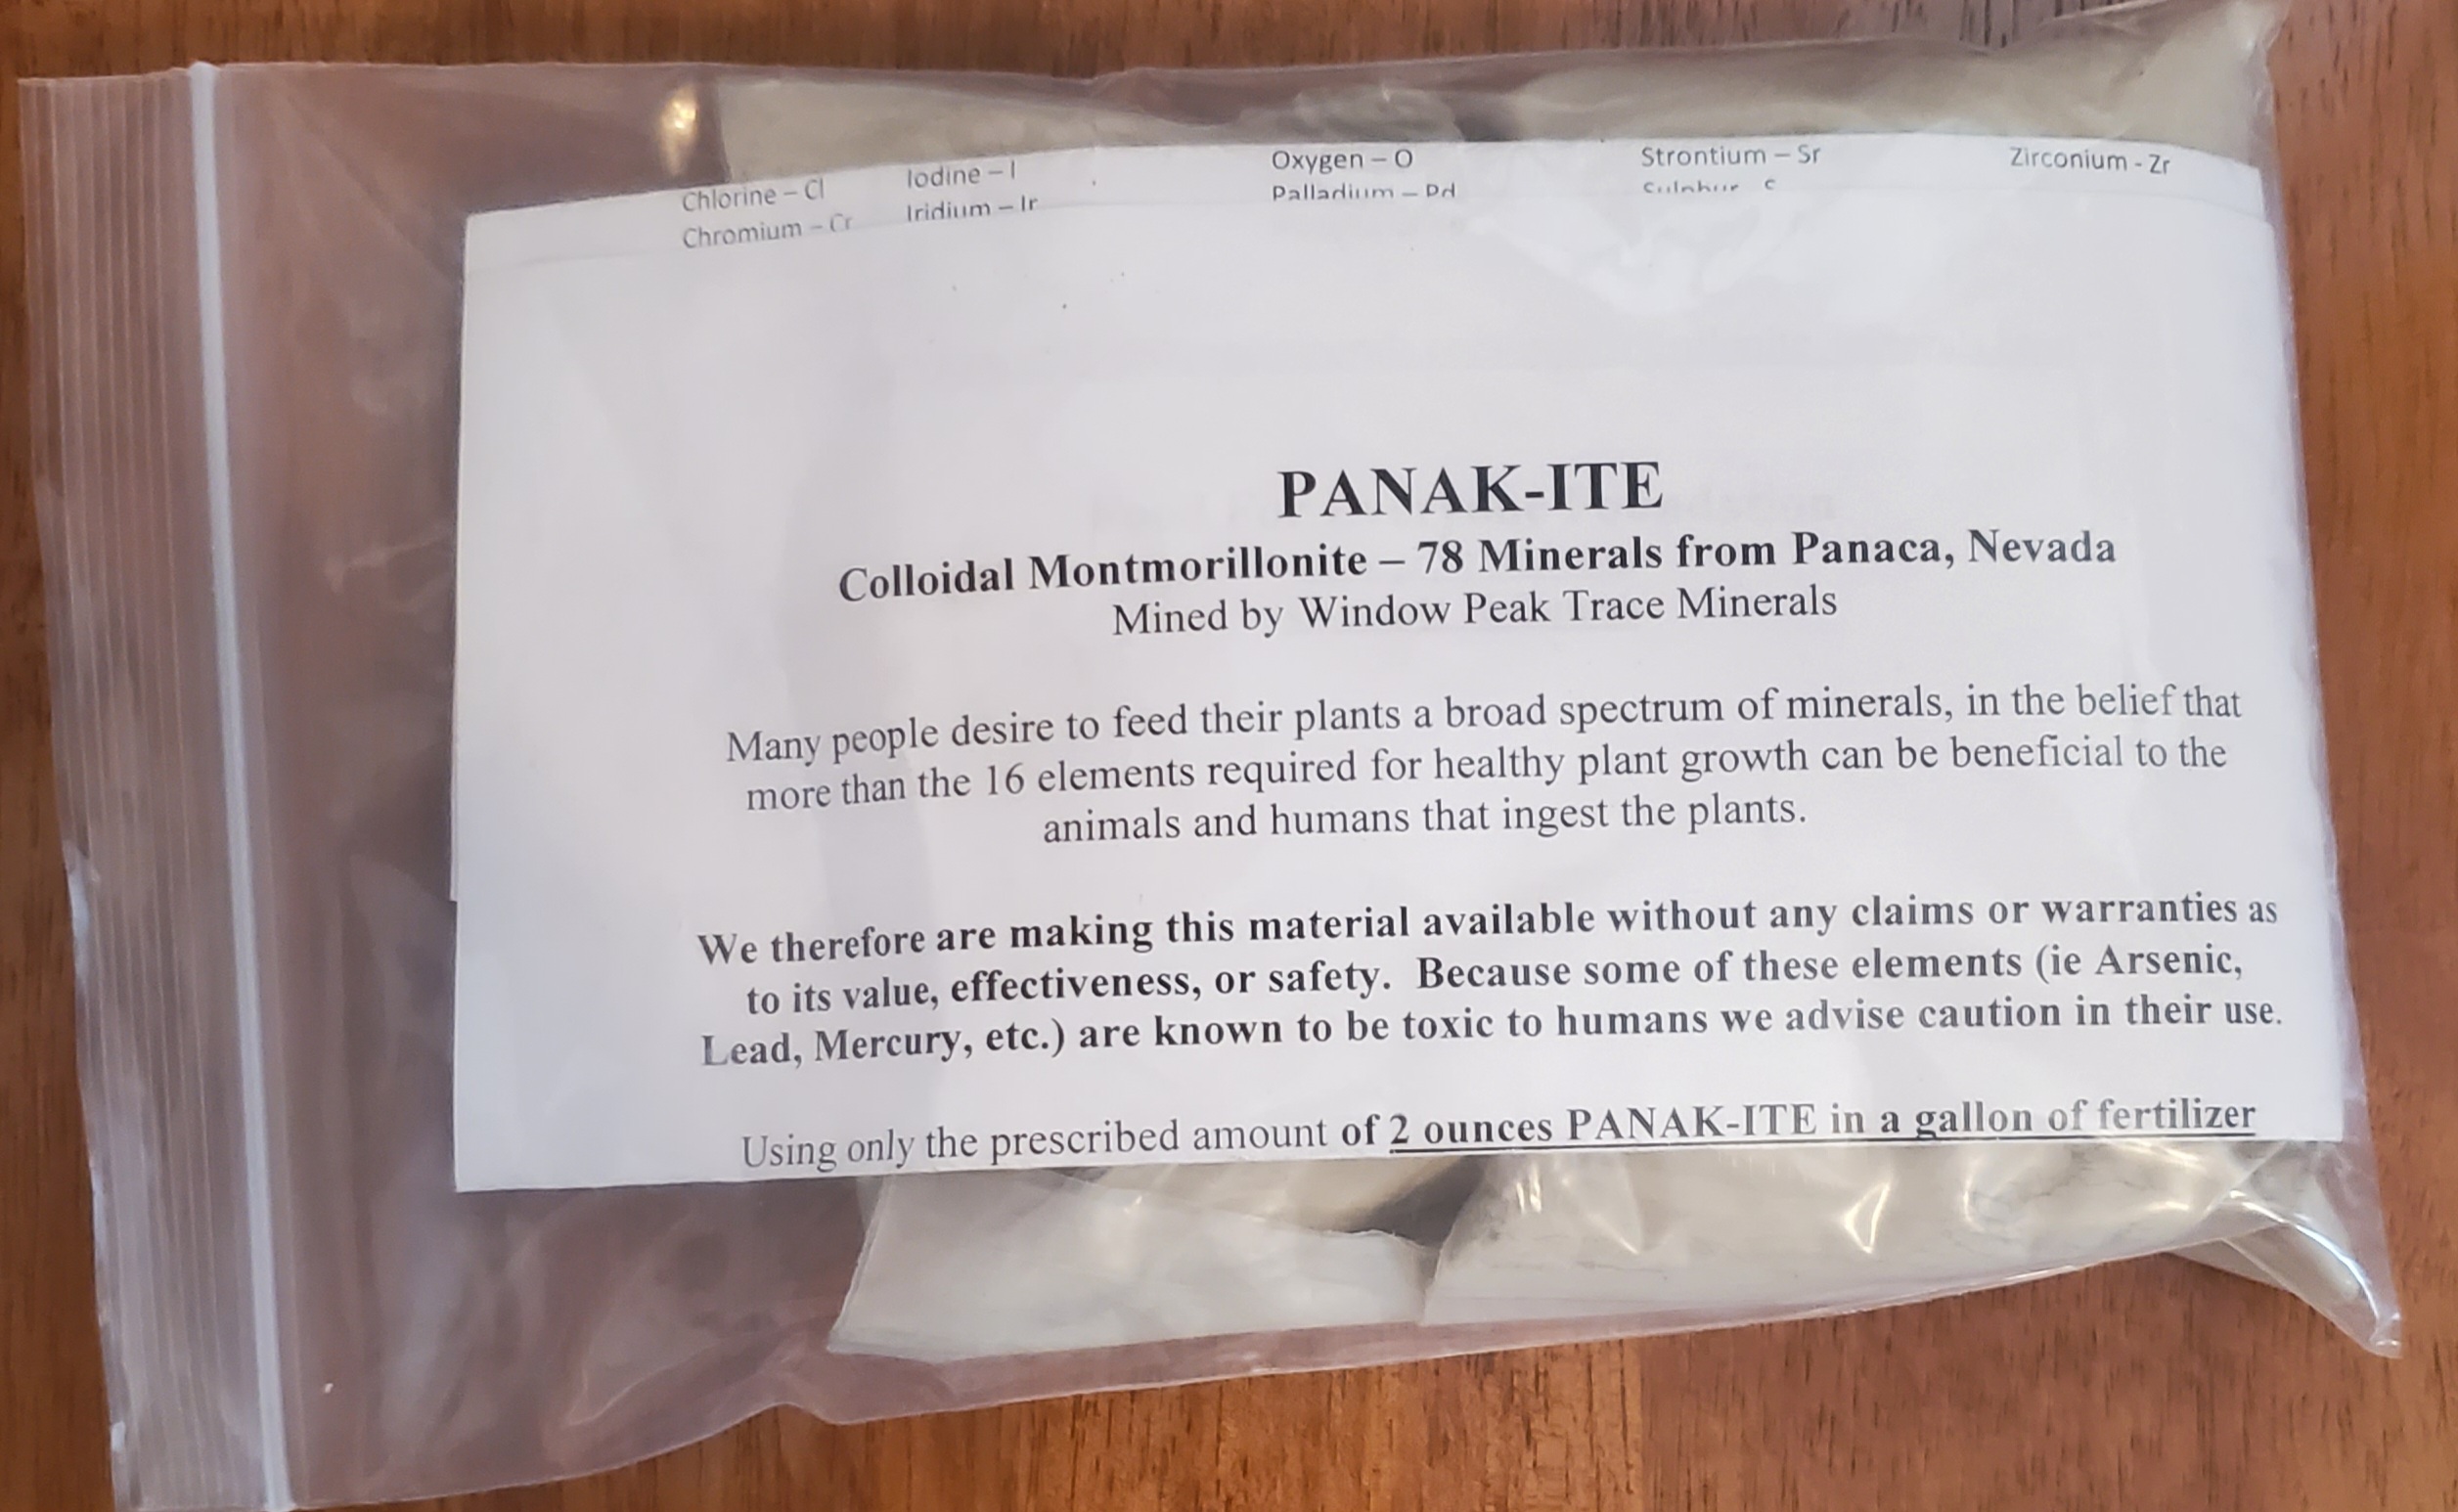 Chlorine – Cl Iodine – I Oxygen – O Strontium – Sr Zirconium - Zr
Chromium – Cr Iridium – Ir Palladium – Pd Sulphur S
PANAK-ITE
Colloidal Montmorillonite – 78 Minerals from Panaca, Nevada
Mined by Window Peak Trace Minerals
Many people desire to feed their plants a broad spectrum of minerals, in the belief that
more than the 16 elements required for healthy plant growth can be beneficial to the
animals and humans that ingest the plants.
We therefore are making this material available without any claims or warranties as
to its value, effectiveness, or safety. Because some of these elements (ie Arsenic,
Lead, Mercury, etc.) are known to be toxic to humans we advise caution in their use.
Using only the prescribed amount of 2 ounces PANAK-ITE in a gallon of fertilizer